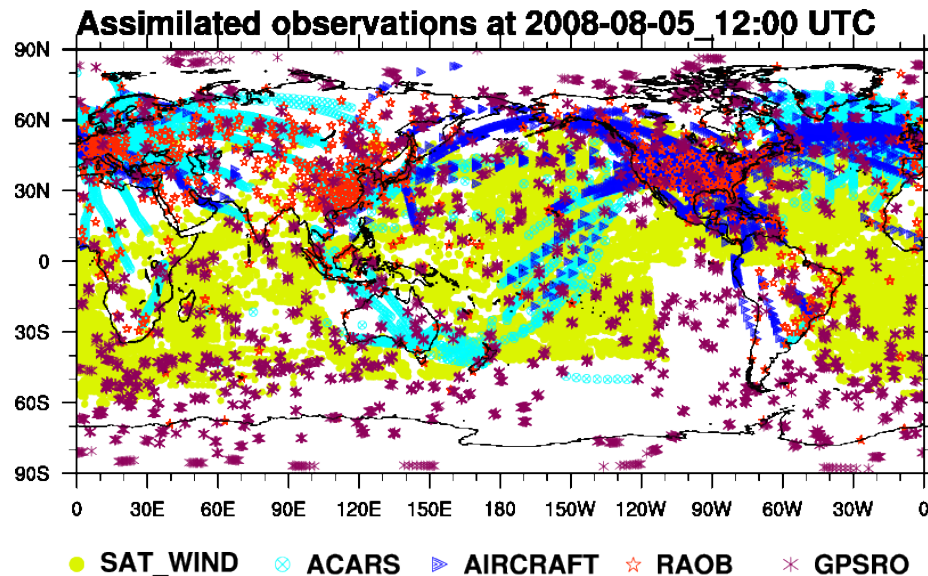 Assimilated observations at 2008-08-05_12:00 UTC
90N
60N
30N
0
30S
60S
90S
0 30E 60E 90E 120E 150E 180 150W 120W 90W 60W 30W 0
SAT_WIND ACARS AIRCRAFT RAOB GPSRO